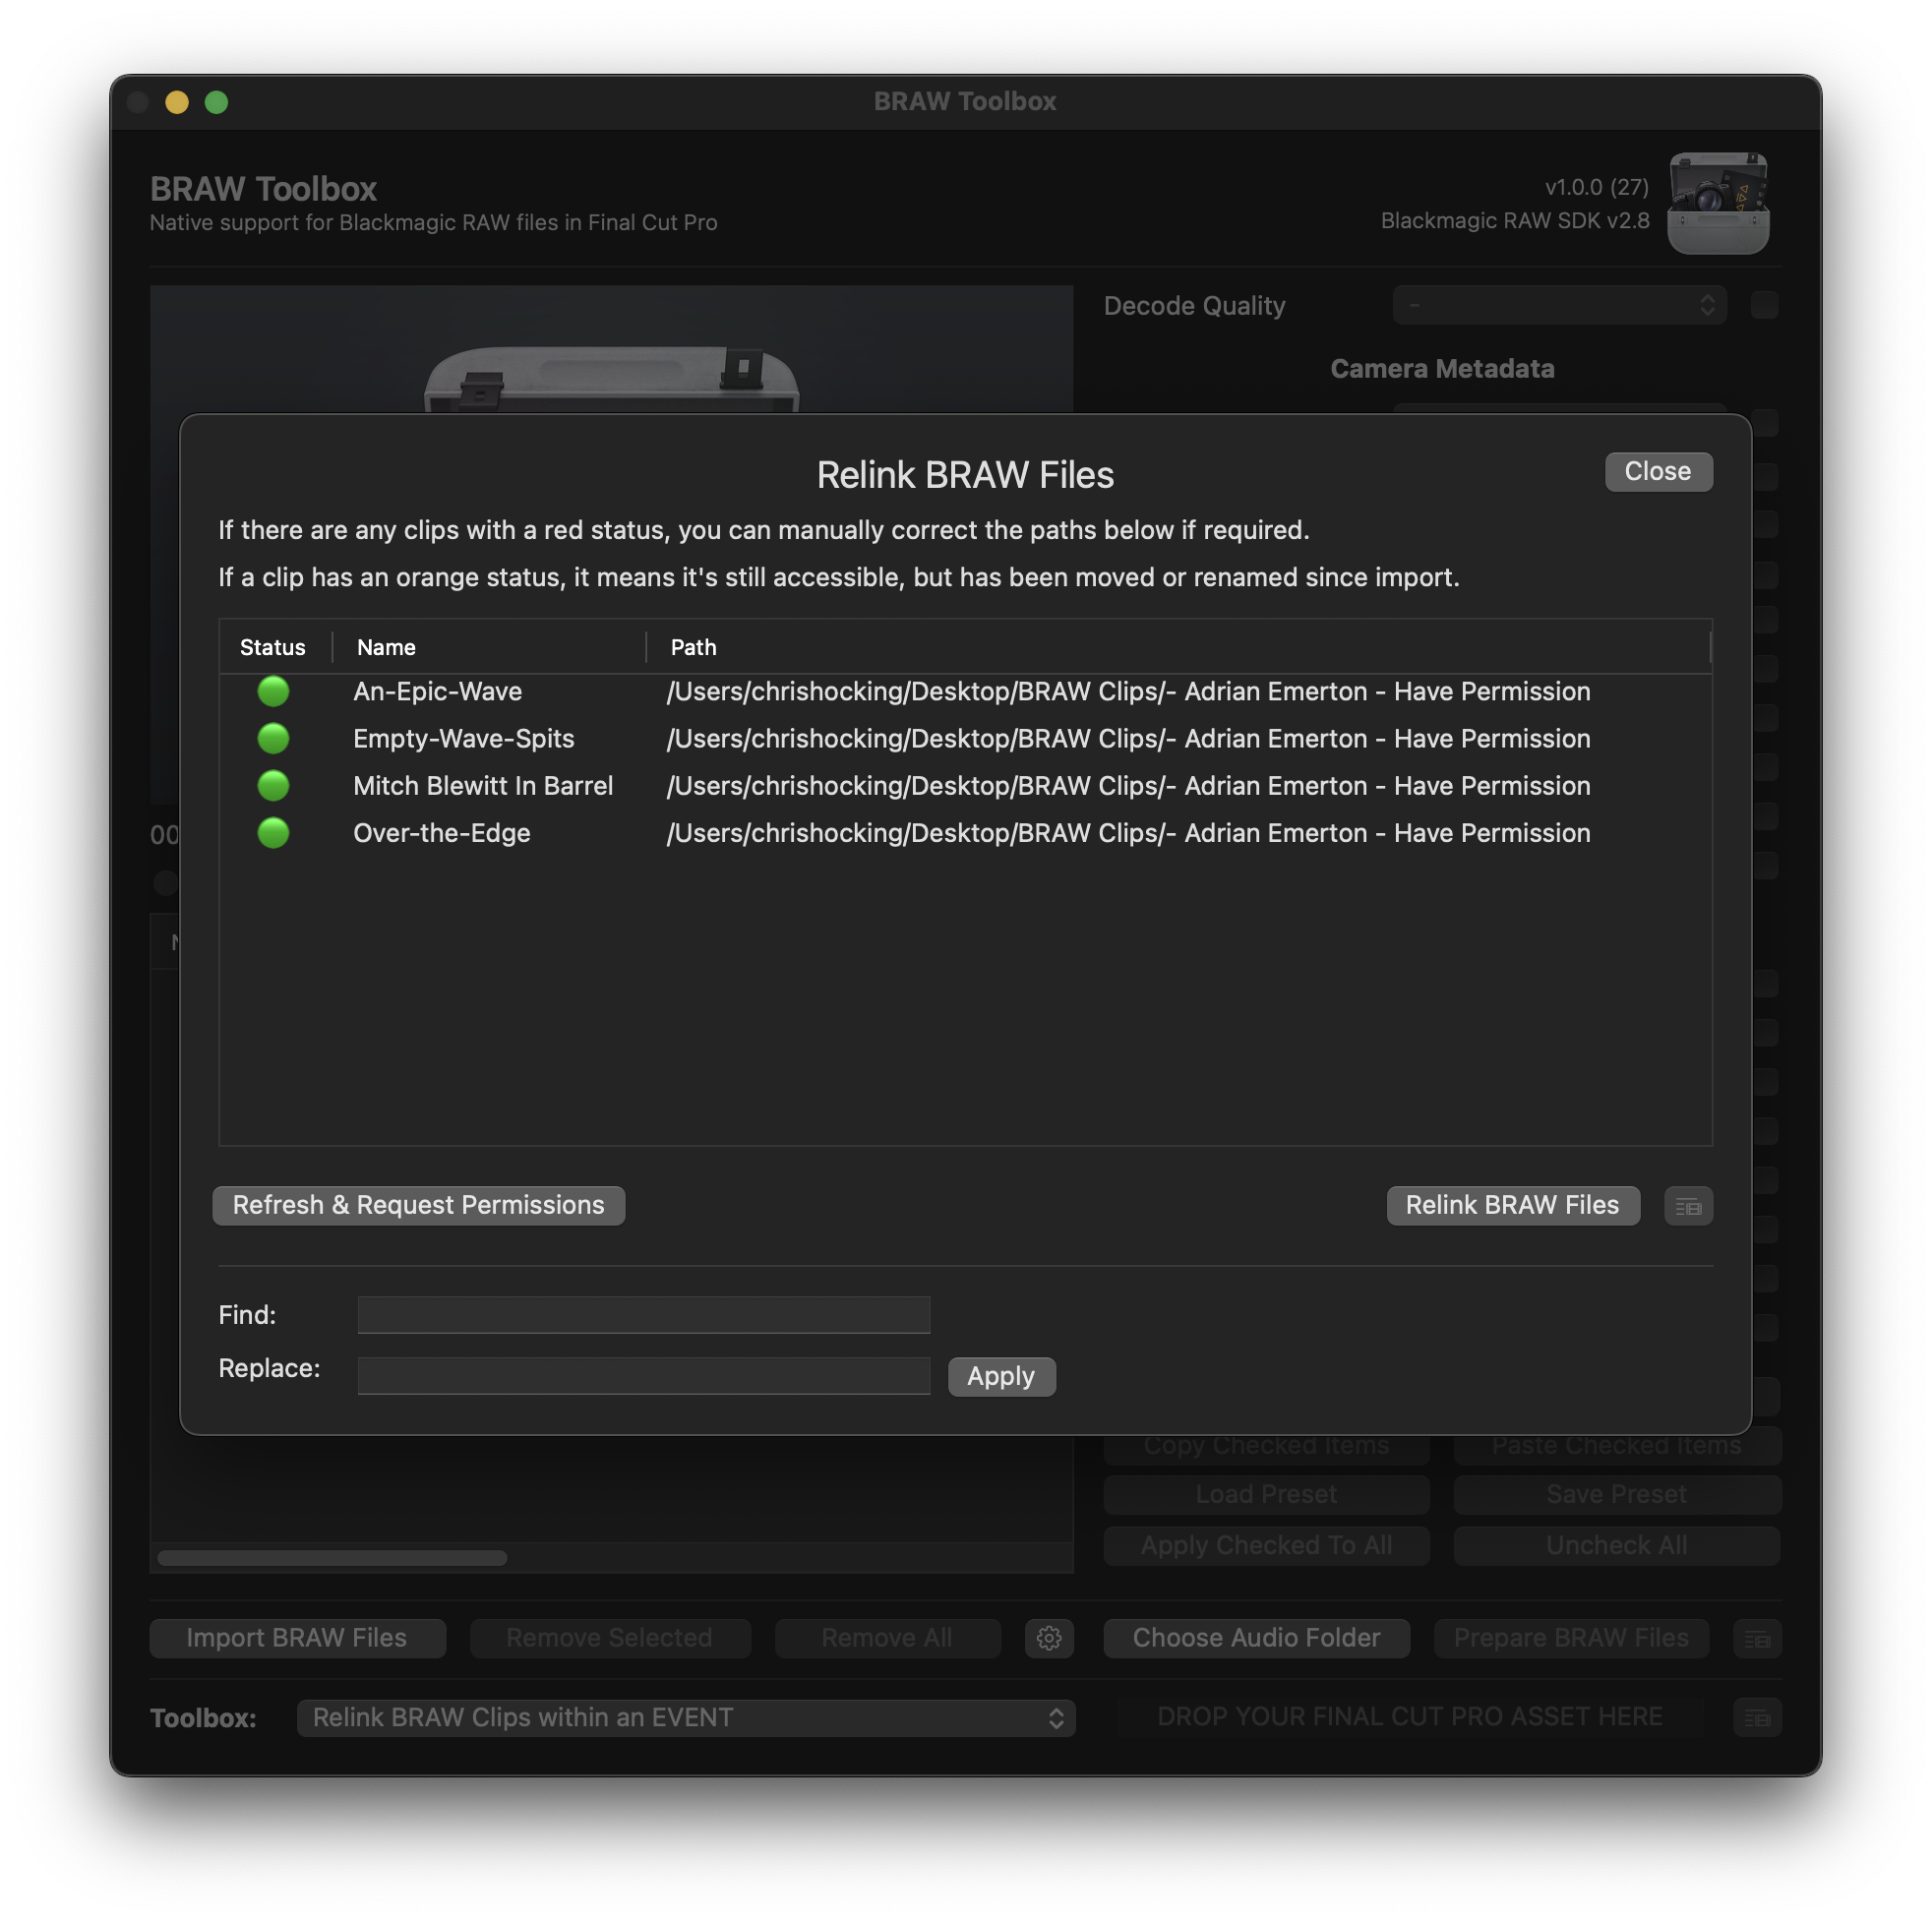 BRAW Toolbox
BRAW Toolbox
Native support for Blackmagic RAW files in Final Cut Pro
v1.0.0 (27)
Blackmagic RAW SDK v2.8
Decode Quality
-
Camera Metadata
Relink BRAW Files
Close
If there are any clips with a red status, you can manually correct the paths below if required.
If a clip has an orange status, it means it's still accessible, but has been moved or renamed since import.
Status Name Path
An-Epic-Wave /Users/chrishocking/Desktop/BRAW Clips/- Adrian Emerton - Have Permission
Empty-Wave-Spits /Users/chrishocking/Desktop/BRAW Clips/- Adrian Emerton - Have Permission
Mitch Blewitt In Barrel /Users/chrishocking/Desktop/BRAW Clips/- Adrian Emerton - Have Permission
Over-the-Edge /Users/chrishocking/Desktop/BRAW Clips/- Adrian Emerton - Have Permission
00
Refresh & Request Permissions
Relink BRAW Files
Find:
Replace:
Apply
Copy Checked Items Paste Checked Items
Load Preset Save Preset
Apply Checked To All Uncheck All
Import BRAW Files Remove Selected Remove All Choose Audio Folder Prepare BRAW Files
Toolbox: Relink BRAW Clips within an EVENT DROP YOUR FINAL CUT PRO ASSET HERE